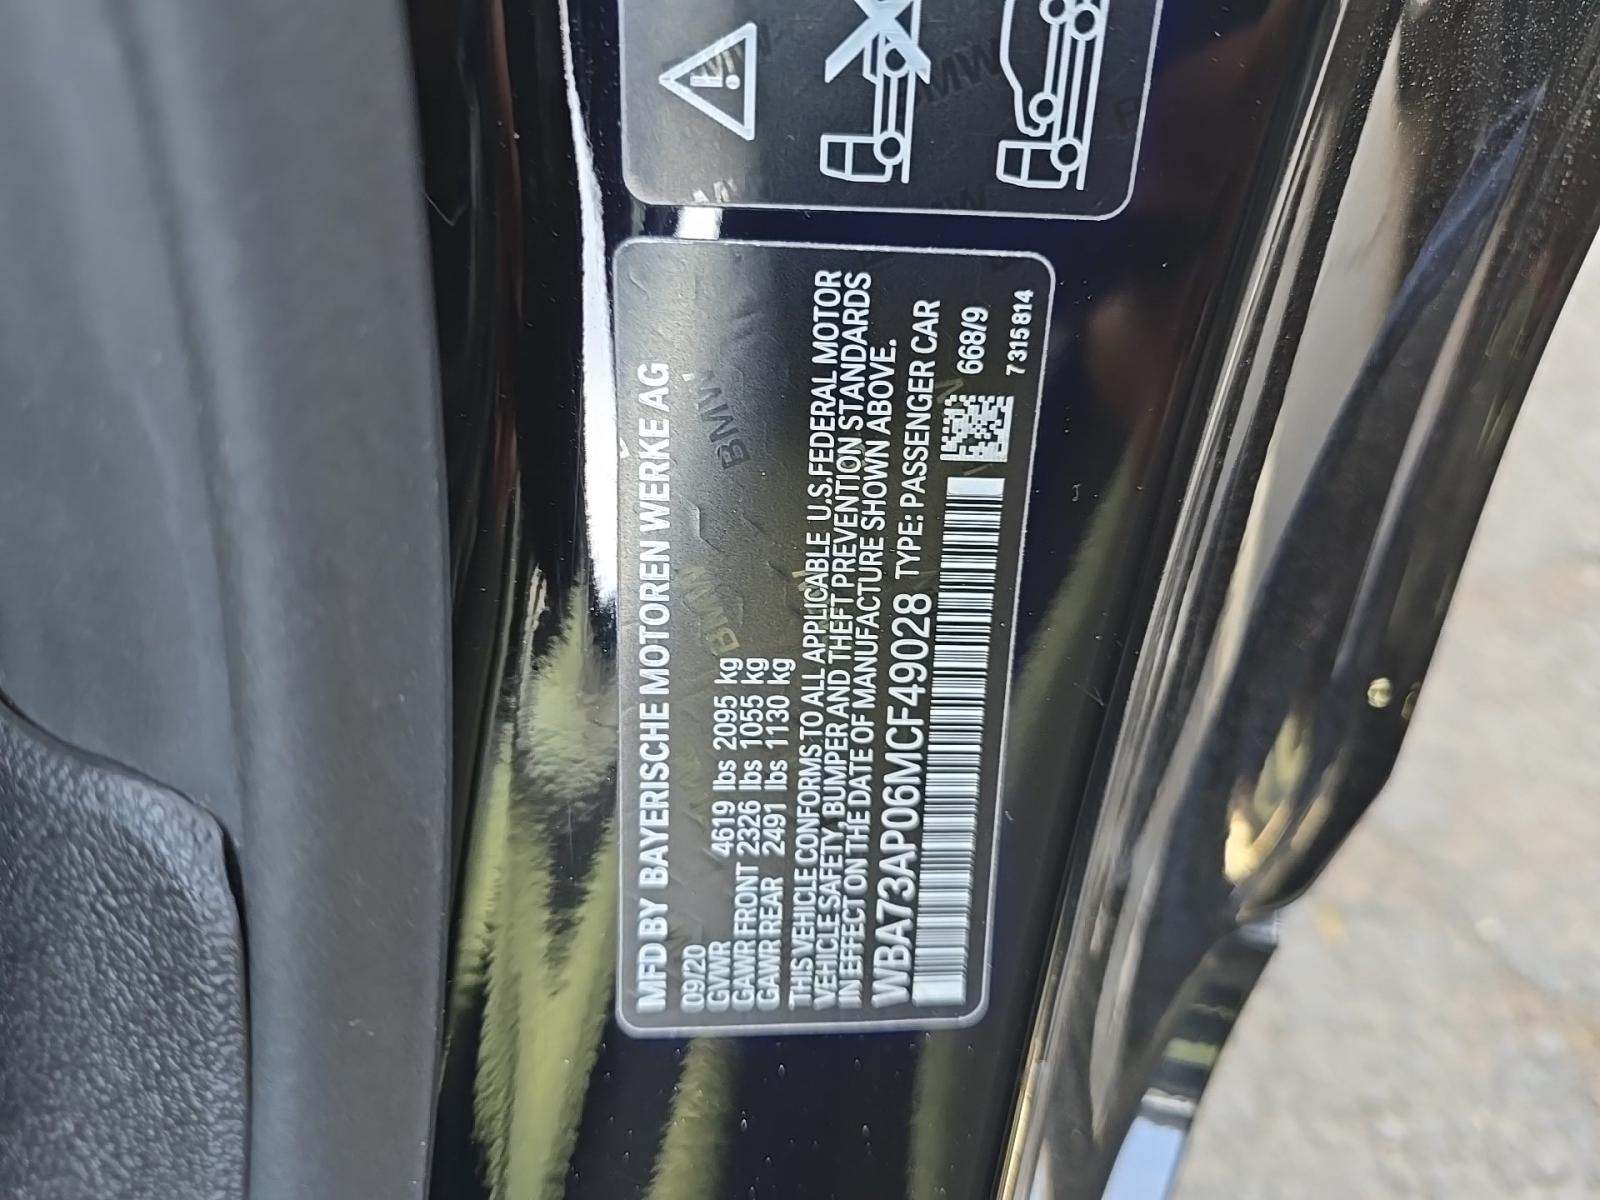 MFD BY BAYERISCHE MOTOREN WERKE AG
09/20
GVWR 4619 lbs 2095 kg
GAWR FRONT 2326 lbs 1055 kg
GAWR REAR 2491 lbs 1130 kg
THIS VEHICLE CONFORMS TO ALL APPLICABLE U.S. FEDERAL MOTOR
VEHICLE SAFETY, BUMPER AND THEFT PREVENTION STANDARDS
IN EFFECT ON THE DATE OF MANUFACTURE SHOWN ABOVE.
WBA73AP06MCF49028 TYPE: PASSENGER CAR
668/9
7 315 814
BMW
BMW